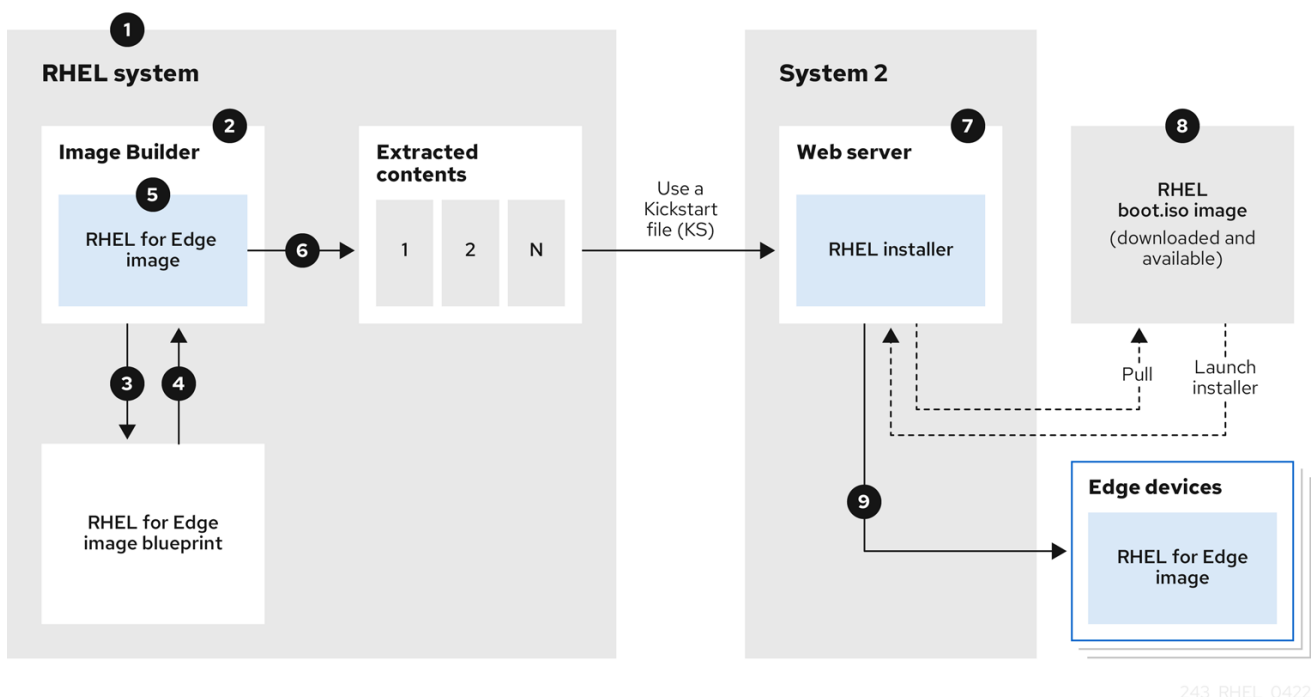 1
RHEL system
2
Image Builder
5
RHEL for Edge
image
6
Extracted
contents
1 2 N
3 4
RHEL for Edge
image blueprint
Use a
Kickstart
file (KS)
System 2
7
Web server
RHEL installer
8
RHEL
boot.iso image
(downloaded and
available)
Pull
Launch
installer
9
Edge devices
RHEL for Edge
image
243_RHEL_0422